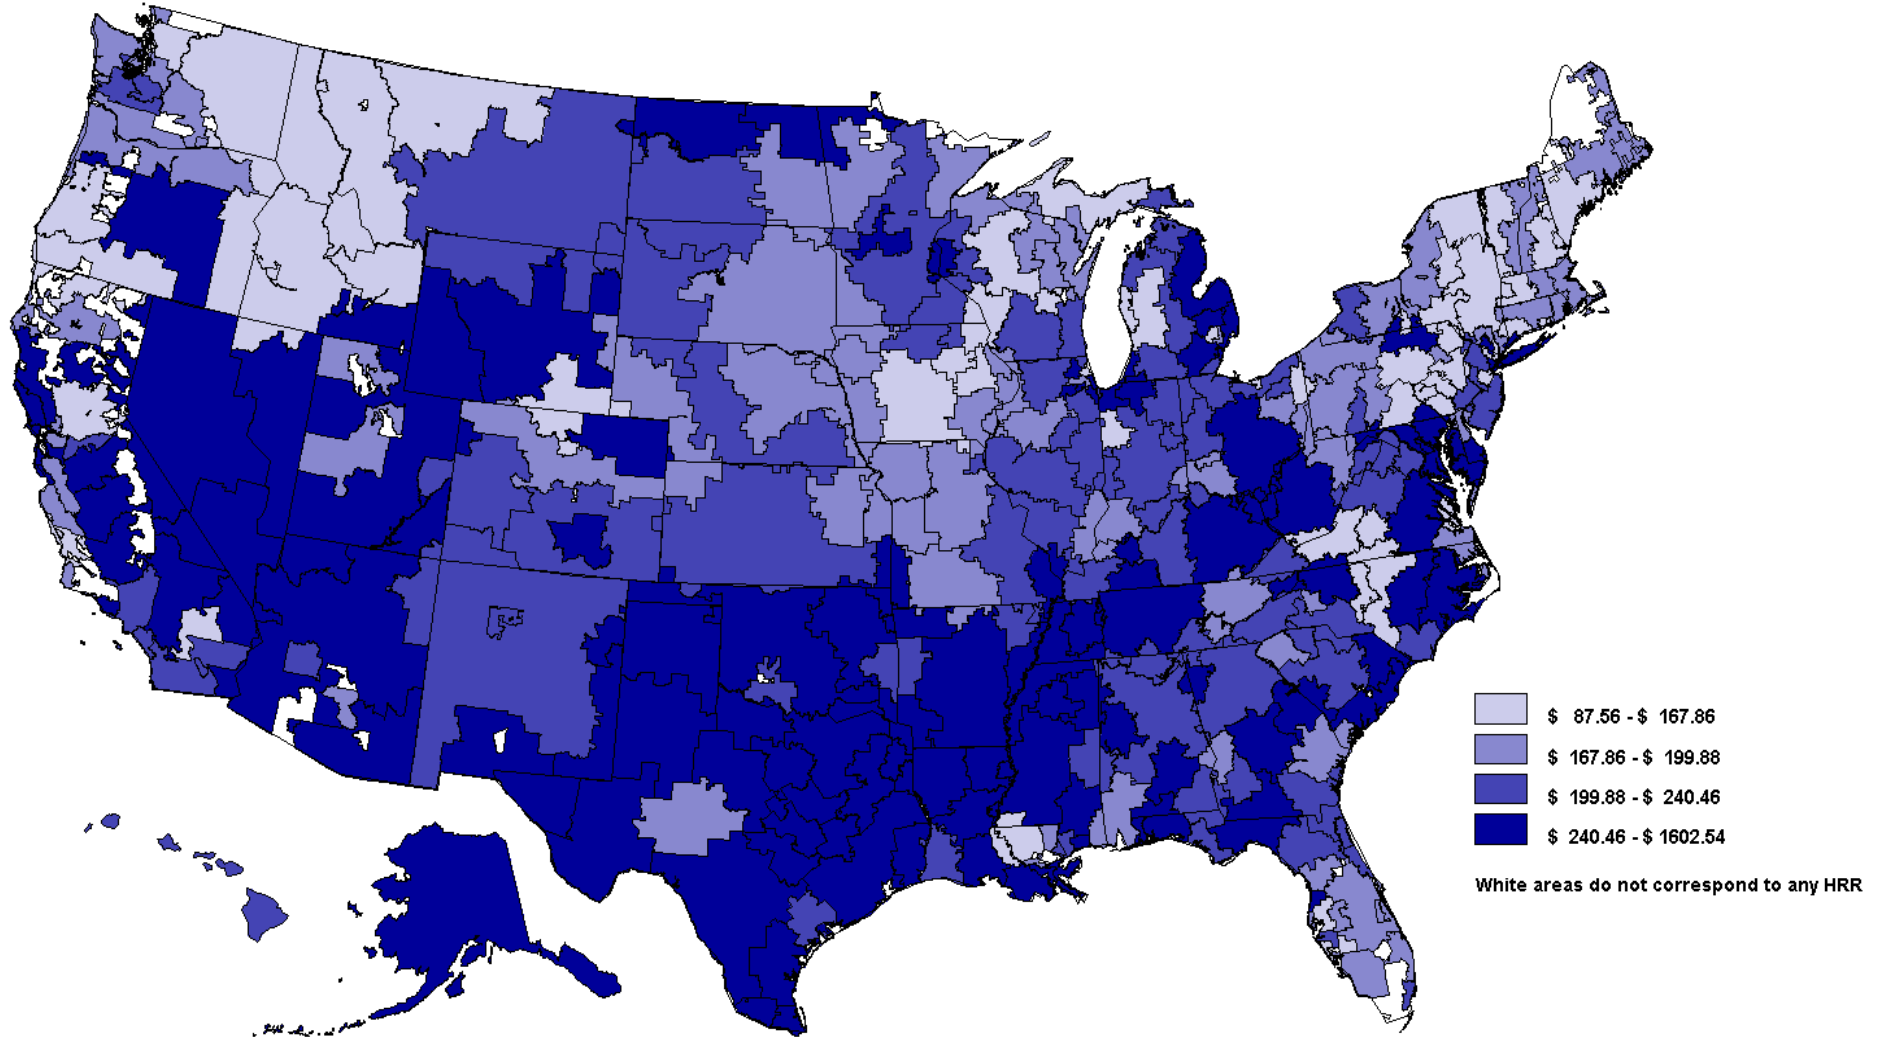 $ 87.56 - $ 167.86
$ 167.86 - $ 199.88
$ 199.88 - $ 240.46
$ 240.46 - $ 1602.54
White areas do not correspond to any HRR